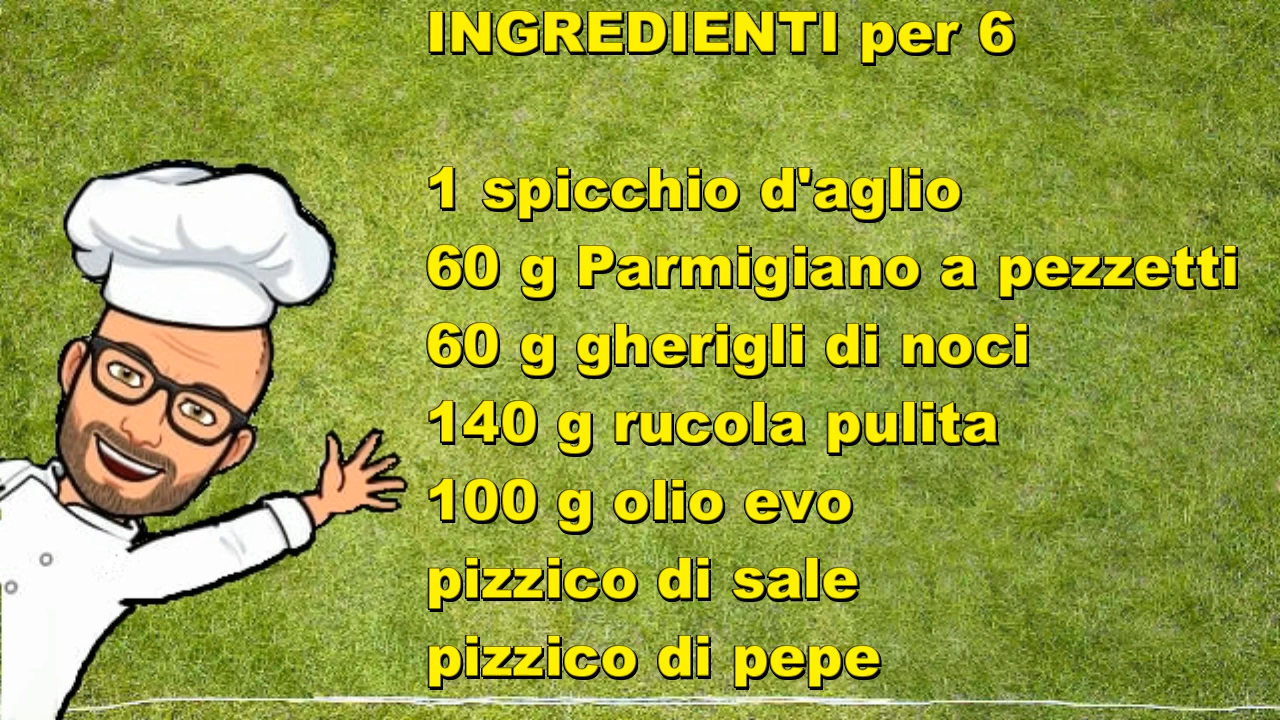 INGREDIENTI per 6
1 spicchio d'aglio
60 g Parmigiano a pezzetti
60 g gherigli di noci
140 g rucola pulita
100 g olio evo
pizzico di sale
pizzico di pepe